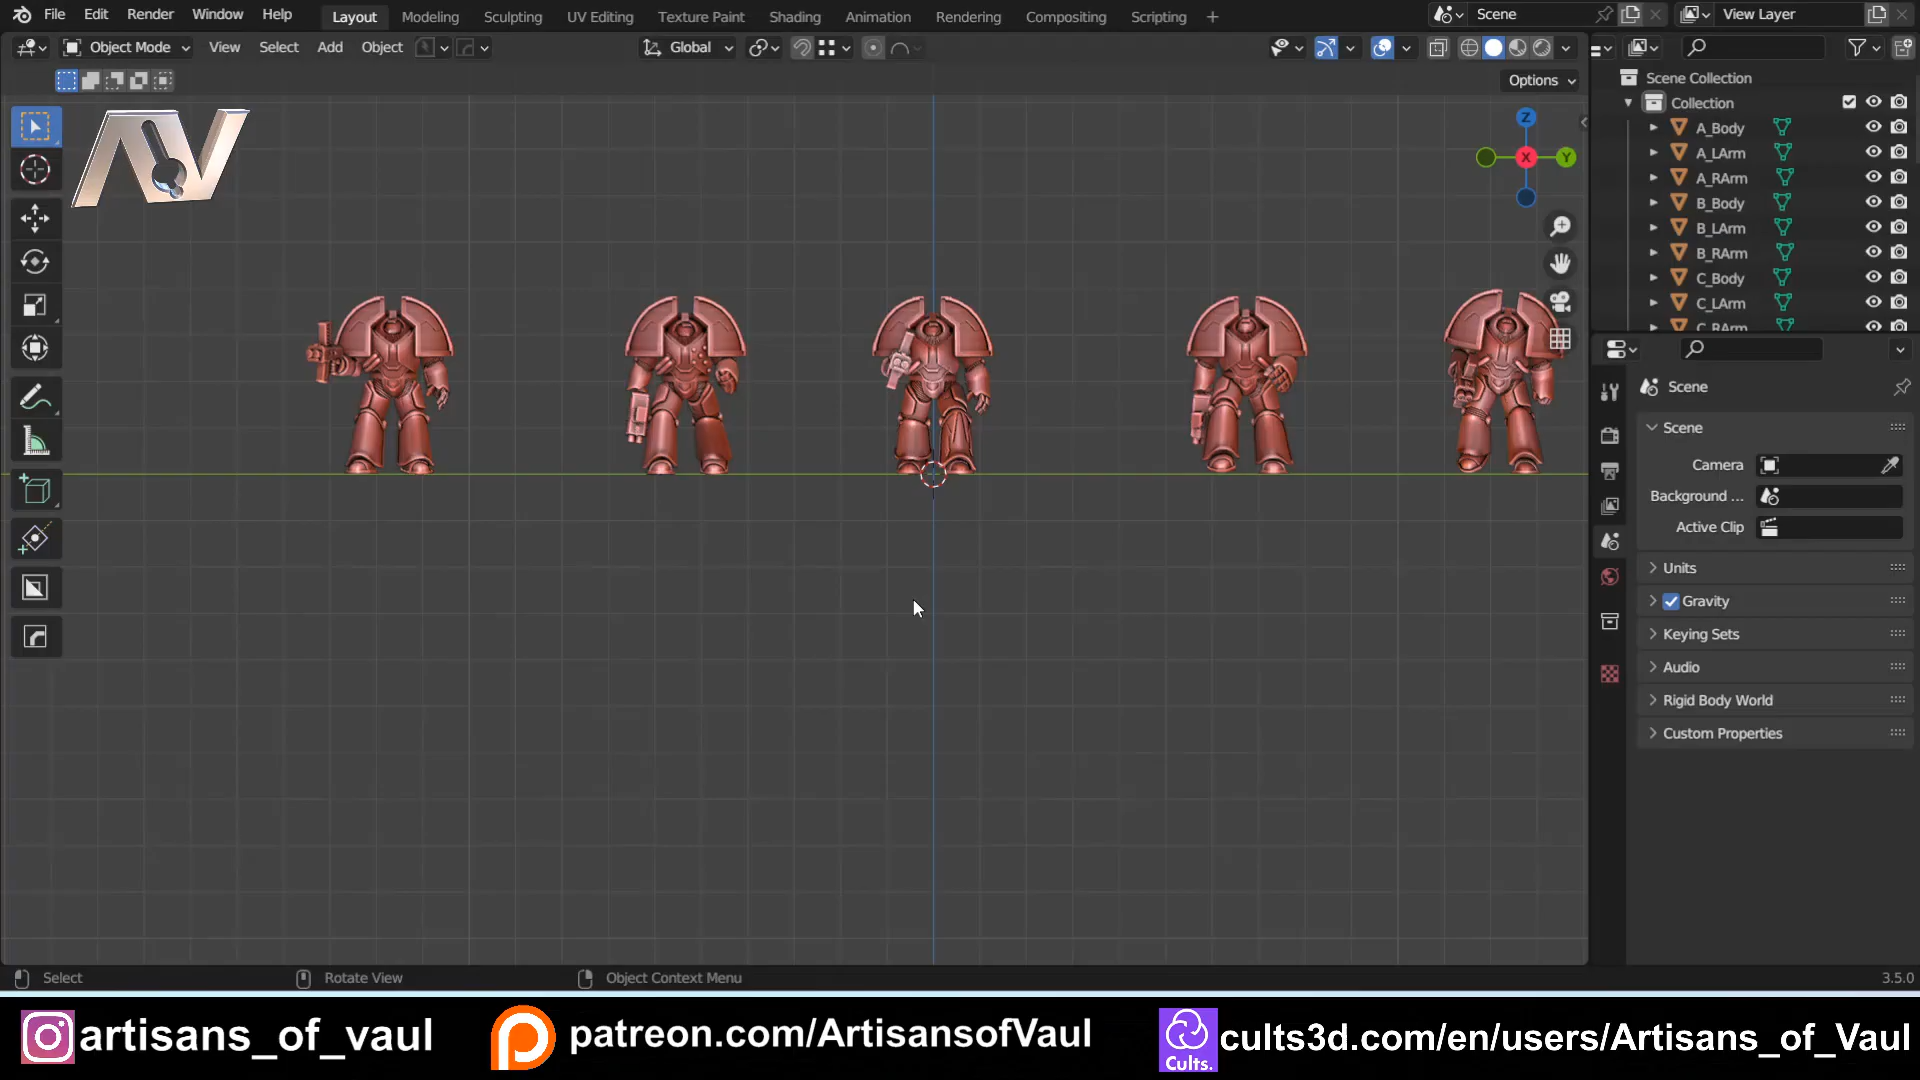 File Edit Render Window Help Layout Modeling Sculpting UV Editing Texture Paint Shading Animation Rendering Compositing Scripting + Scene View Layer
Object Mode View Select Add Object Global
Options
AV
Z
X Y
Scene Collection
Collection
A_Body
A_LArm
A_RArm
B_Body
B_LArm
B_RArm
C_Body
C_LArm
C_RArm
Scene
Scene
Camera
Background ...
Active Clip
Units
Gravity
Keying Sets
Audio
Rigid Body World
Custom Properties
Select Rotate View Object Context Menu 3.5.0
artisans_of_vaul patreon.com/ArtisansofVaul cults3d.com/en/users/Artisans_of_Vaul
Cults.